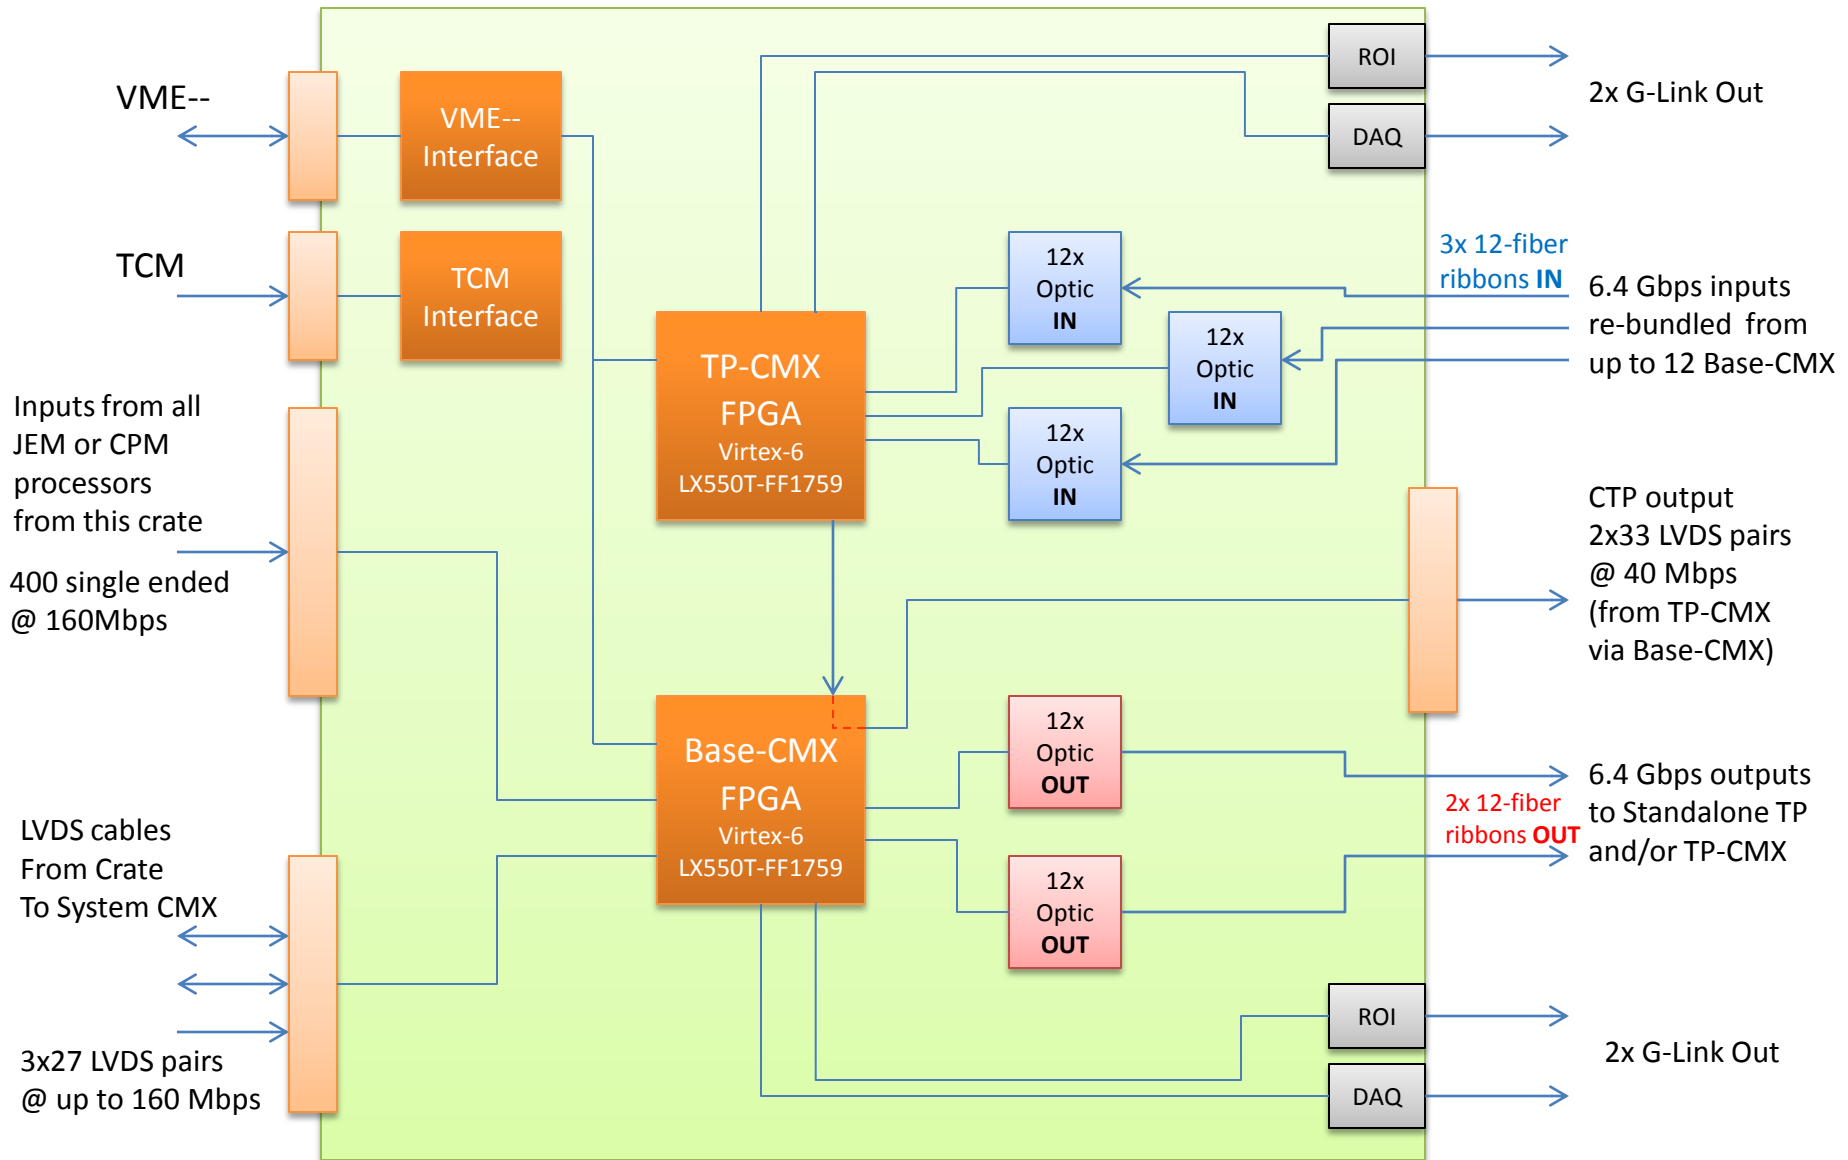 VME--
VME--
Interface
TCM
TCM
Interface
Inputs from all
JEM or CPM
processors
from this crate
400 single ended
@ 160Mbps
LVDS cables
From Crate
To System CMX
3x27 LVDS pairs
@ up to 160 Mbps
TP-CMX
FPGA
Virtex-6
LX550T-FF1759
Base-CMX
FPGA
Virtex-6
LX550T-FF1759
12x
Optic
IN
12x
Optic
IN
12x
Optic
IN
12x
Optic
OUT
12x
Optic
OUT
ROI
DAQ
2x G-Link Out
3x 12-fiber
ribbons IN
6.4 Gbps inputs
re-bundled from
up to 12 Base-CMX
CTP output
2x33 LVDS pairs
@ 40 Mbps
(from TP-CMX
via Base-CMX)
2x 12-fiber
ribbons OUT
6.4 Gbps outputs
to Standalone TP
and/or TP-CMX
ROI
DAQ
2x G-Link Out